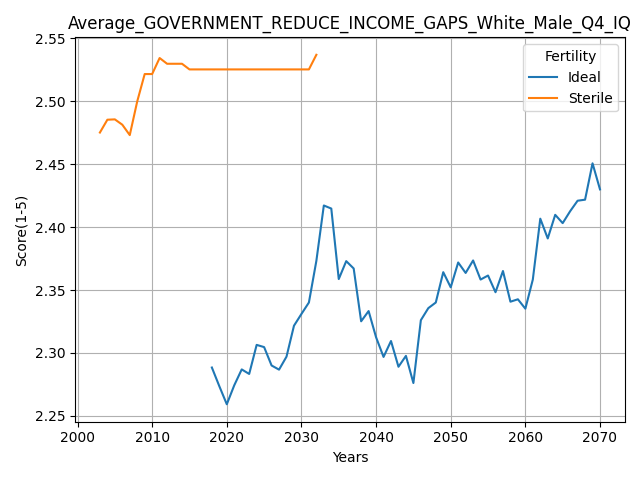 Average_GOVERNMENT_REDUCE_INCOME_GAPS_White_Male_Q4_IQ
2.55
2.50
2.45
2.40
2.35
2.30
2.25
Score(1-5)
Fertility
Ideal
Sterile
2000 2010 2020 2030 2040 2050 2060 2070
Years